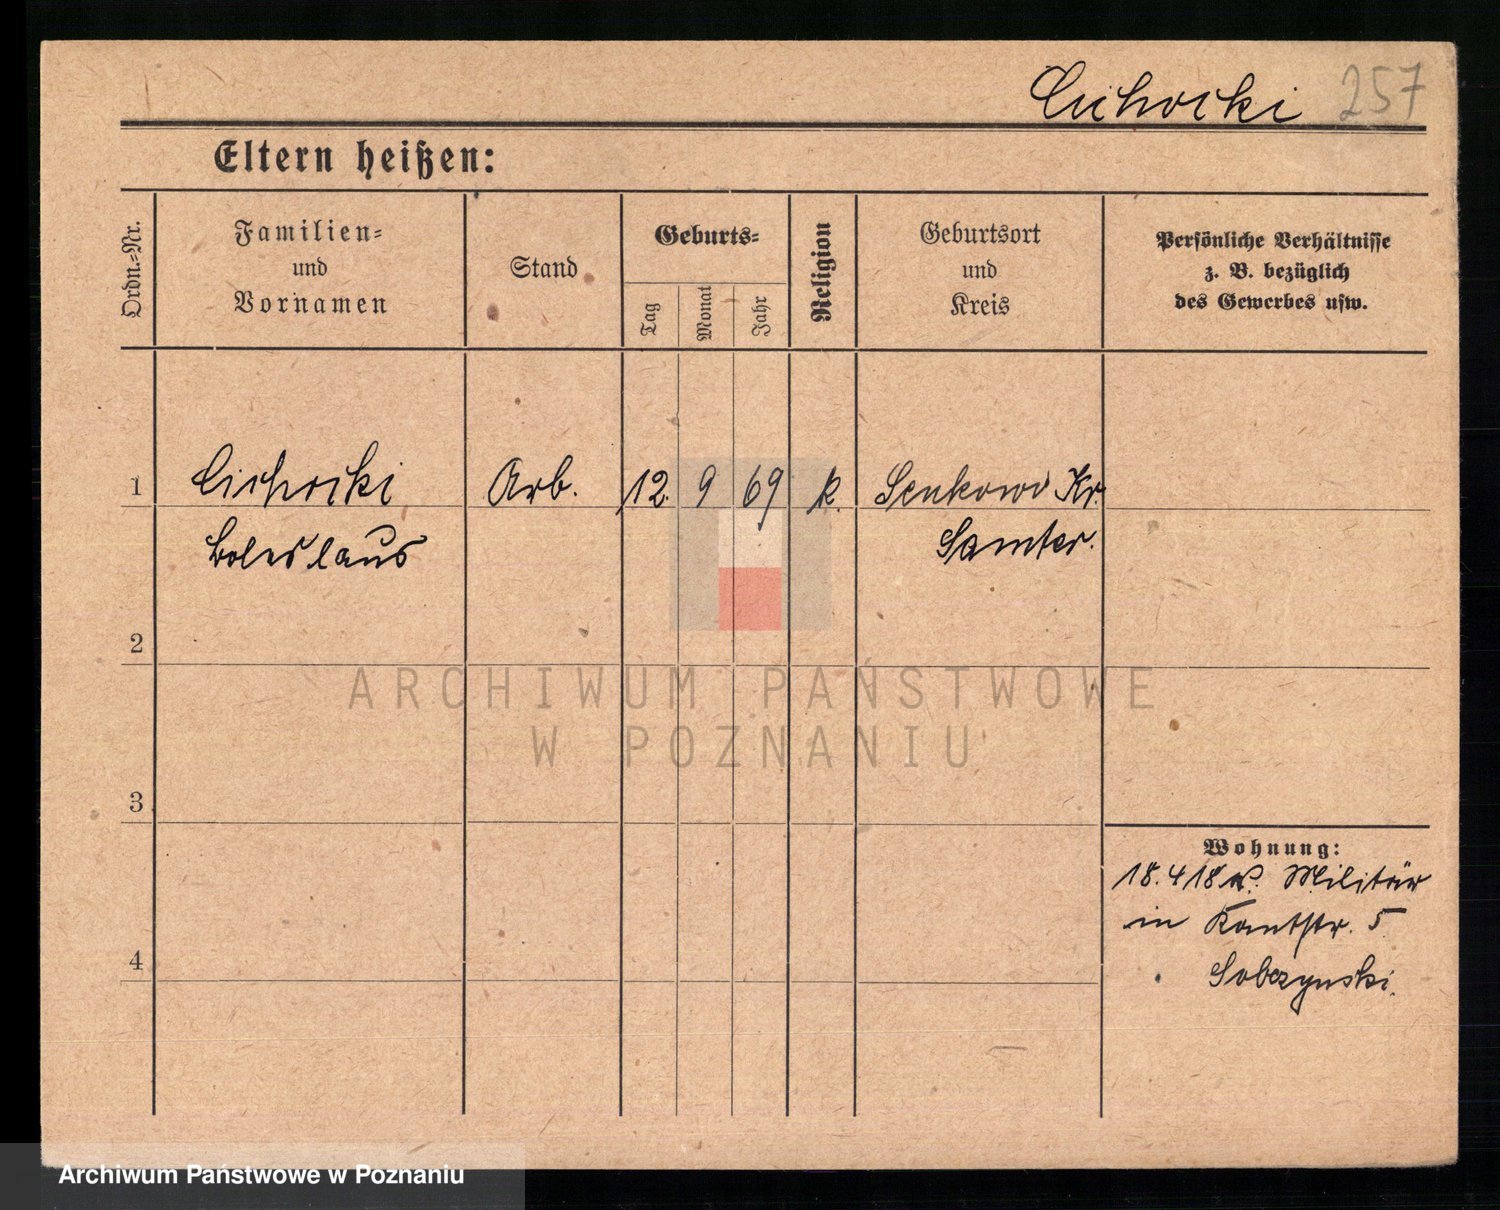 Cichocki 257
Eltern heißen:
Ordn.-Nr.
Familien-
und
Vornamen
Stand
Geburts-
Tag
Monat
Jahr
Religion
Geburtsort
und
Kreis
Persönliche Verhältnisse
z. B. bezüglich
des Gewerbes usw.
1 Cichocki Arb. 12. 9 69 k. Senkowo Kr.
Boleslaus Samter.
2
ARCHIWUM PAŃSTWOWE
W POZNANIU
3
Wohnung:
18.4 18 v. Militär
in Kantstr. 5
4 Sobczynski.
Archiwum Państwowe w Poznaniu